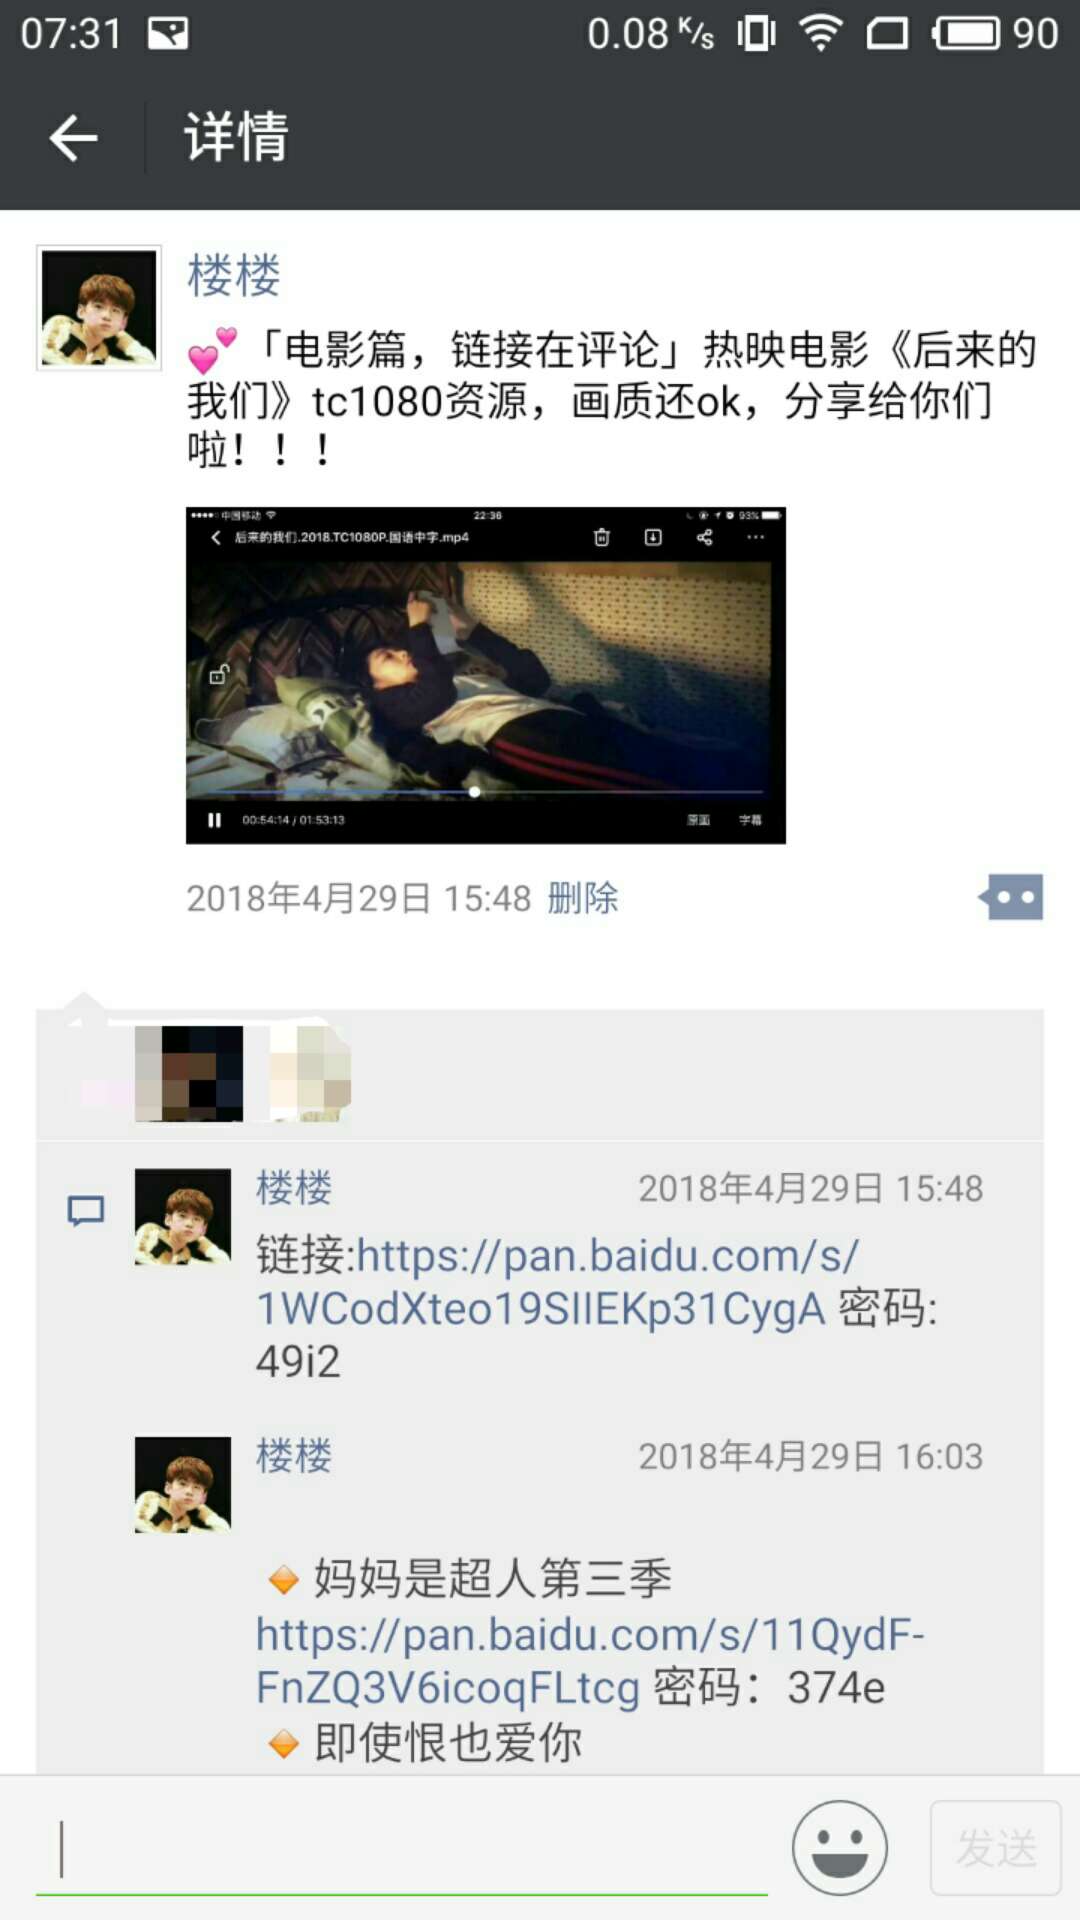 07:31
0.08 K/s
90
详情
楼楼
💕「电影篇，链接在评论」热映电影《后来的
我们》tc1080资源，画质还ok，分享给你们
啦！！！
中国移动 22:36 93%
后来的我们.2018.TC1080P.国语中字.mp4
00:54:14 / 01:53:13
原画 字幕
2018年4月29日 15:48 删除
楼楼 2018年4月29日 15:48
链接:https://pan.baidu.com/s/
1WCodXteo19SIIEKp31CygA 密码:
49i2
楼楼 2018年4月29日 16:03
🔸妈妈是超人第三季
https://pan.baidu.com/s/11QydF-
FnZQ3V6icoqFLtcg 密码：374e
🔸即使恨也爱你
发送